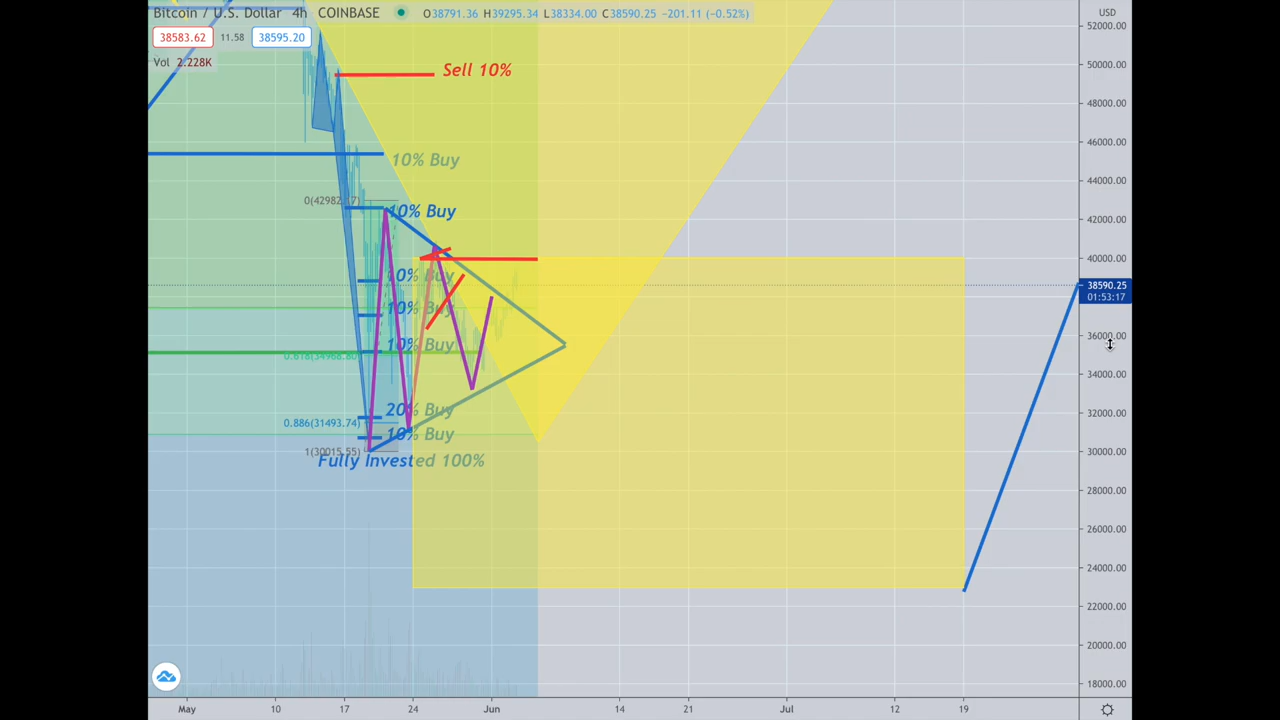 Bitcoin / U.S. Dollar 4h COINBASE O38791.36 H39295.34 L38334.00 C38590.25 −201.11 (−0.52%)
USD
38583.62 11.58 38595.20
Vol 2.228K
52000.00
50000.00
48000.00
46000.00
44000.00
42000.00
40000.00
38590.25
01:53:17
36000.00
34000.00
32000.00
30000.00
28000.00
26000.00
24000.00
22000.00
20000.00
18000.00
Sell 10%
10% Buy
10% Buy
10% Buy
10% Buy
10% Buy
0.618(34968.80)
20% Buy
0.886(31493.74)
10% Buy
1(30015.55)
Fully Invested 100%
May 10 17 24 Jun 14 21 Jul 12 19